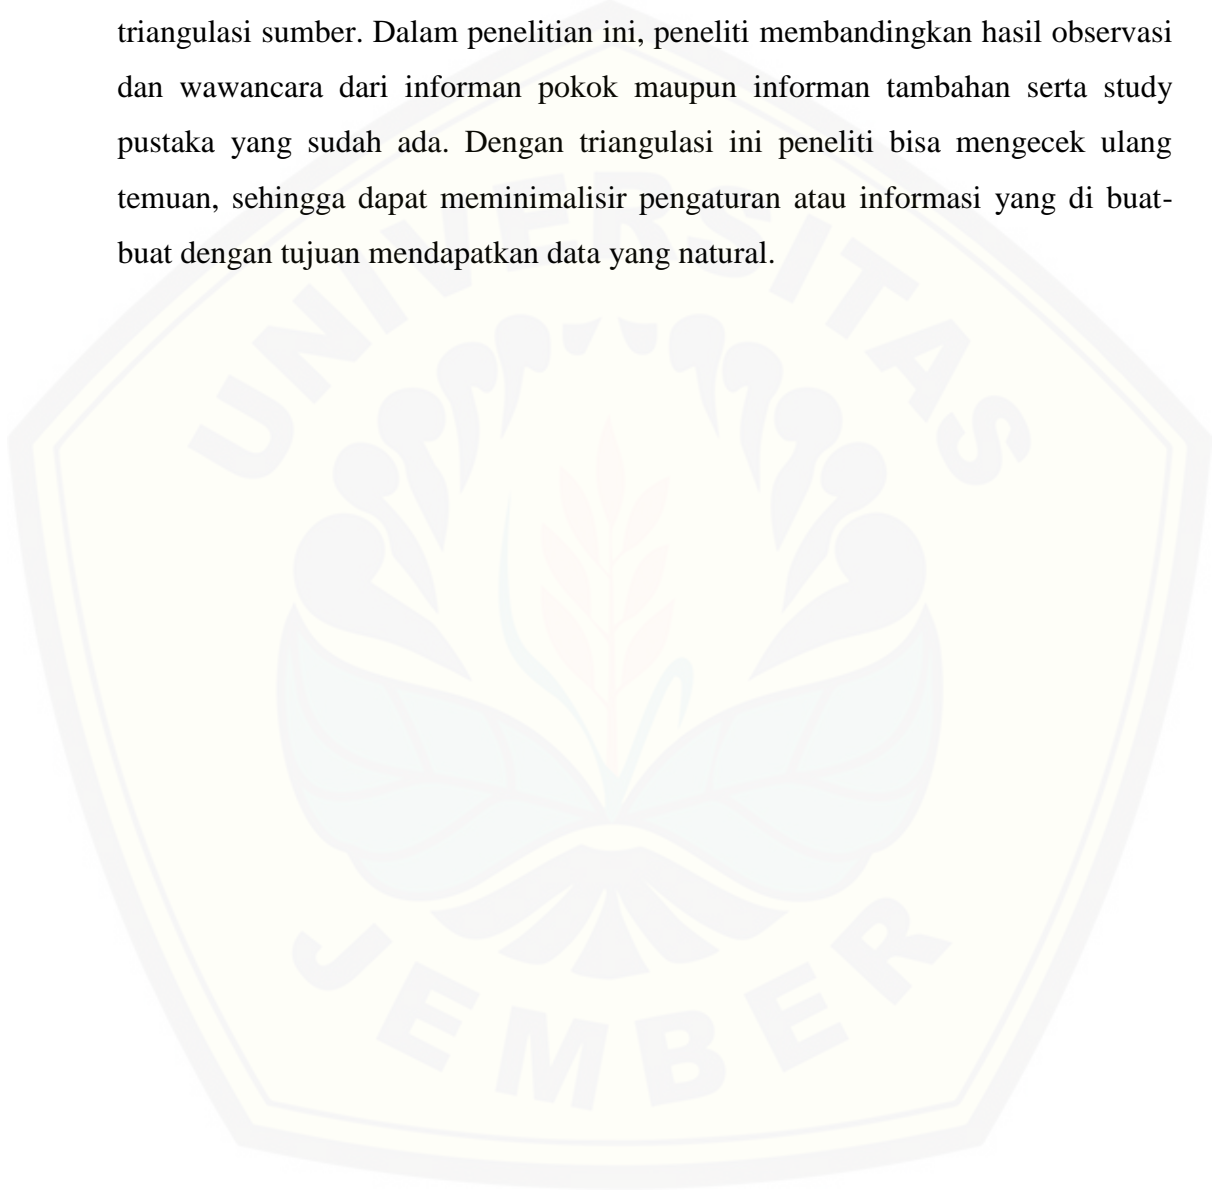 triangulasi sumber. Dalam penelitian ini, peneliti membandingkan hasil observasi
dan wawancara dari informan pokok maupun informan tambahan serta study
pustaka yang sudah ada. Dengan triangulasi ini peneliti bisa mengecek ulang
temuan, sehingga dapat meminimalisir pengaturan atau informasi yang di buat-
buat dengan tujuan mendapatkan data yang natural.
UNIVERSITAS
JEMBER